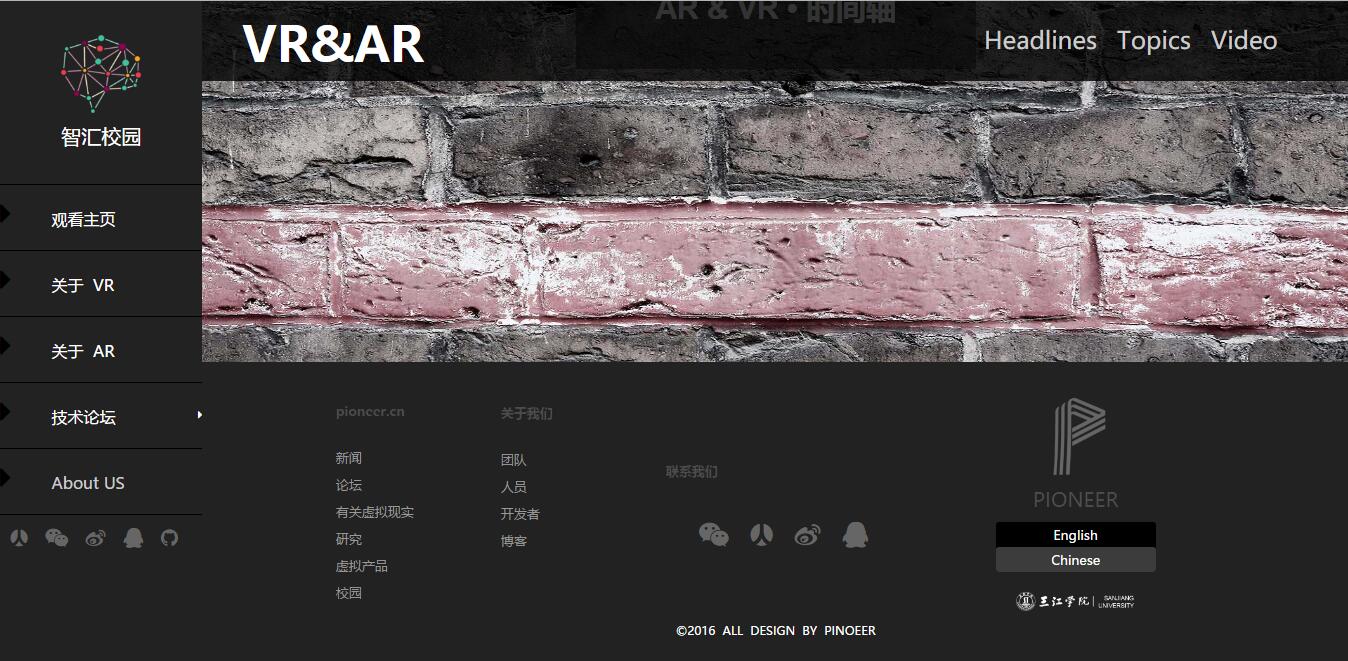 智汇校园
观看主页
关于 VR
关于 AR
技术论坛
About US
AR & VR • 时间轴
VR&AR
Headlines Topics Video
pioneer.cn
新闻
论坛
有关虚拟现实
研究
虚拟产品
校园
关于我们
团队
人员
开发者
博客
联系我们
PIONEER
English
Chinese
三江学院 | SANJIANG
UNIVERSITY
©2016 ALL DESIGN BY PINOEER